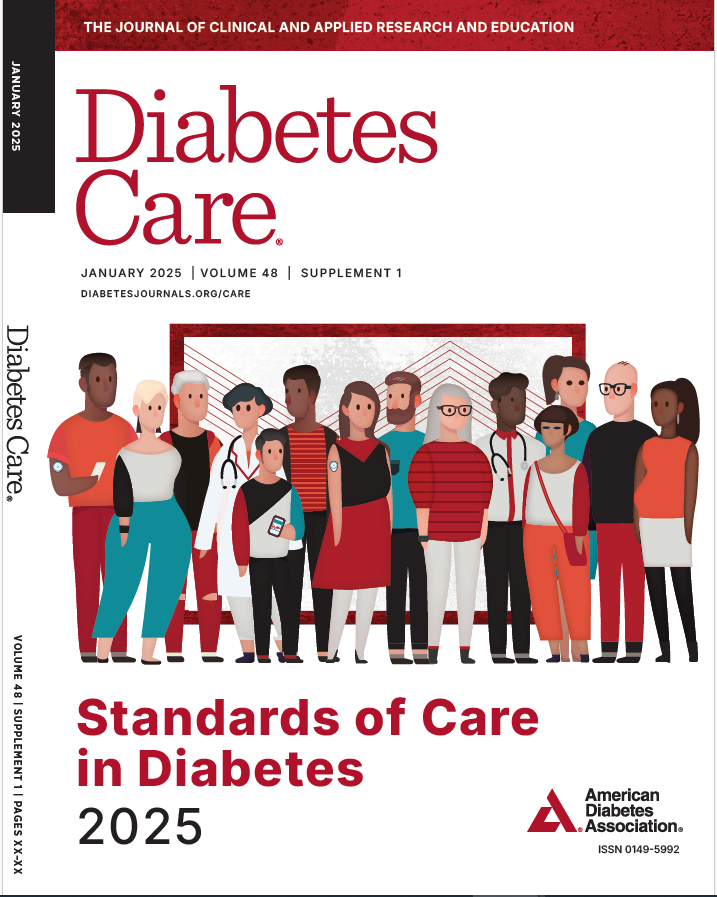 THE JOURNAL OF CLINICAL AND APPLIED RESEARCH AND EDUCATION
JANUARY 2025
Diabetes
Care®
JANUARY 2025 | VOLUME 48 | SUPPLEMENT 1
DIABETESJOURNALS.ORG/CARE
Diabetes Care®
VOLUME 48 | SUPPLEMENT 1 | PAGES XX-XX
Standards of Care
in Diabetes
2025
American
Diabetes
Association®
ISSN 0149-5992